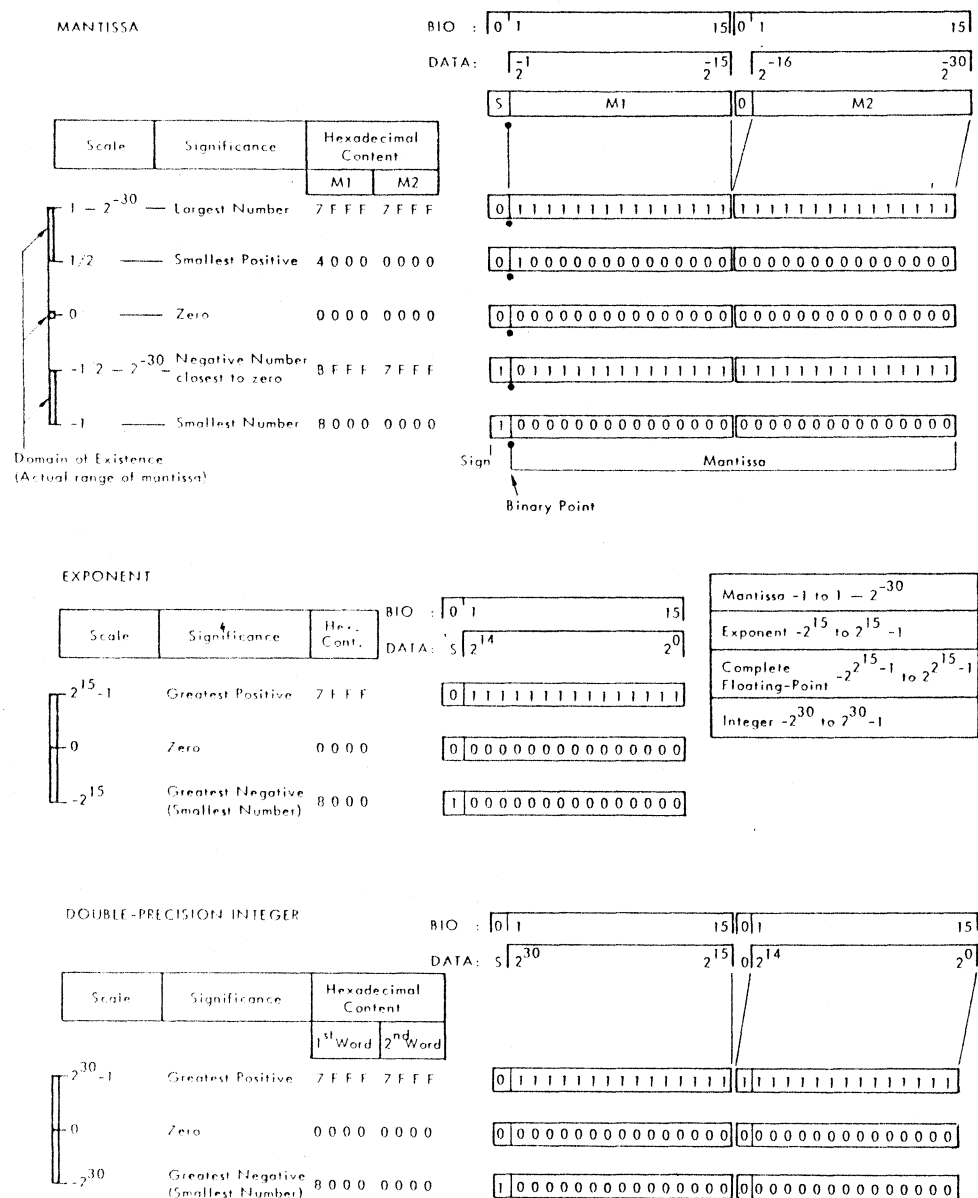 MANTISSA
BIO : 0 1 15 0 1 15
DATA: 2^-1 2^-15 2^-16 2^-30
S M1 0 M2
Scale Significance Hexadecimal Content
M1 M2
1 – 2^-30 Largest Number 7FFF 7FFF 0 111111111111111 111111111111111
1/2 Smallest Positive 4000 0000 0 100000000000000 000000000000000
0 Zero 0000 0000 0 000000000000000 000000000000000
-1/2 – 2^-30 Negative Number closest to zero BFFF 7FFF 1 011111111111111 111111111111111
-1 Smallest Number 8000 0000 1 000000000000000 000000000000000
Domain of Existence
(Actual range of mantissa)
Sign Mantissa
Binary Point
EXPONENT
BIO : 0 1 15
DATA: S 2^14 2^0
Scale Significance Hex. Cont.
2^15-1 Greatest Positive 7FFF 0 111111111111111
0 Zero 0000 0 000000000000000
-2^15 Greatest Negative (Smallest Number) 8000 1 000000000000000
Mantissa -1 to 1 – 2^-30
Exponent -2^15 to 2^15 -1
Complete Floating-Point -2^2^15-1 to 2^2^15-1
Integer -2^30 to 2^30-1
DOUBLE-PRECISION INTEGER
BIO : 0 1 15 0 1 15
DATA: S 2^30 2^15 0 2^14 2^0
Scale Significance Hexadecimal Content
1st Word 2nd Word
2^30-1 Greatest Positive 7FFF 7FFF 0 111111111111111 111111111111111
0 Zero 0000 0000 0 000000000000000 000000000000000
-2^30 Greatest Negative (Smallest Number) 8000 0000 1 000000000000000 000000000000000